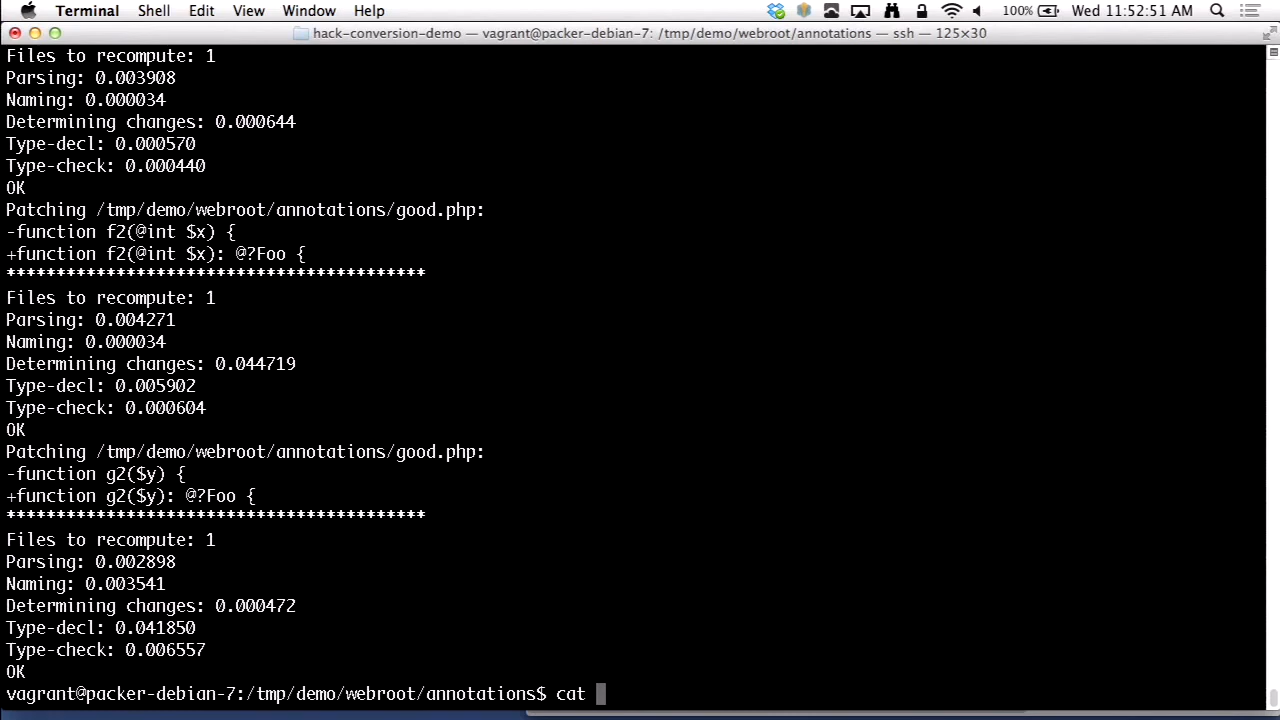 Terminal Shell Edit View Window Help 100% Wed 11:52:51 AM
hack-conversion-demo — vagrant@packer-debian-7: /tmp/demo/webroot/annotations — ssh — 125×30
Files to recompute: 1
Parsing: 0.003908
Naming: 0.000034
Determining changes: 0.000644
Type-decl: 0.000570
Type-check: 0.000440
OK
Patching /tmp/demo/webroot/annotations/good.php:
-function f2(@int $x) {
+function f2(@int $x): @?Foo {
******************************************
Files to recompute: 1
Parsing: 0.004271
Naming: 0.000034
Determining changes: 0.044719
Type-decl: 0.005902
Type-check: 0.000604
OK
Patching /tmp/demo/webroot/annotations/good.php:
-function g2($y) {
+function g2($y): @?Foo {
******************************************
Files to recompute: 1
Parsing: 0.002898
Naming: 0.003541
Determining changes: 0.000472
Type-decl: 0.041850
Type-check: 0.006557
OK
vagrant@packer-debian-7:/tmp/demo/webroot/annotations$ cat